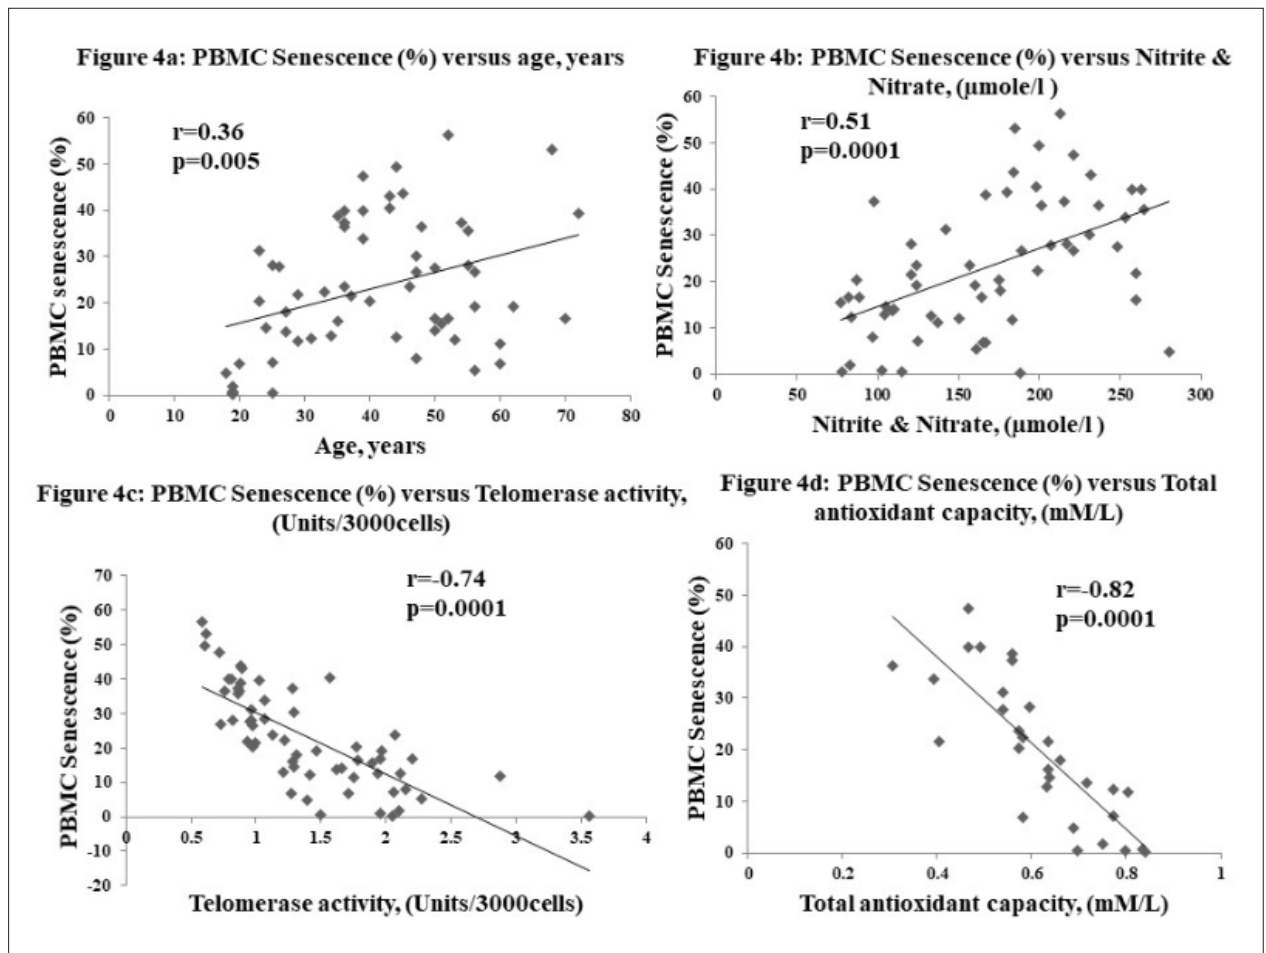 Figure 4a: PBMC Senescence (%) versus age, years
60
50
40
30
20
10
0
PBMC senescence (%)
r=0.36
p=0.005
0 10 20 30 40 50 60 70 80
Age, years
Figure 4b: PBMC Senescence (%) versus Nitrite &
Nitrate, (µmole/l )
60
50
40
30
20
10
0
PBMC Senescence (%)
r=0.51
p=0.0001
0 50 100 150 200 250 300
Nitrite & Nitrate, (µmole/l )
Figure 4c: PBMC Senescence (%) versus Telomerase activity,
(Units/3000cells)
70
60
50
40
30
20
10
0
-10
-20
PBMC Senescence (%)
r=-0.74
p=0.0001
0 0.5 1 1.5 2 2.5 3 3.5 4
Telomerase activity, (Units/3000cells)
Figure 4d: PBMC Senescence (%) versus Total
antioxidant capacity, (mM/L)
60
50
40
30
20
10
0
PBMC Senescence (%)
r=-0.82
p=0.0001
0 0.2 0.4 0.6 0.8 1
Total antioxidant capacity, (mM/L)